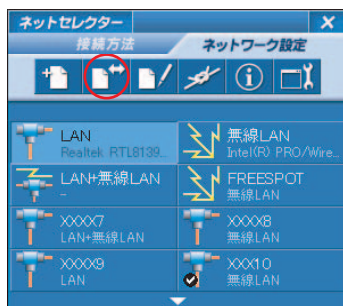 ネットセレクター
接続方法
ネットワーク設定
LAN
Realtek RTL8139...
無線LAN
Intel(R) PRO/Wire...
LAN+無線LAN
-
FREESPOT
無線LAN
XXXX7
LAN+無線LAN
XXXX8
無線LAN
XXXX9
LAN
XXX10
無線LAN